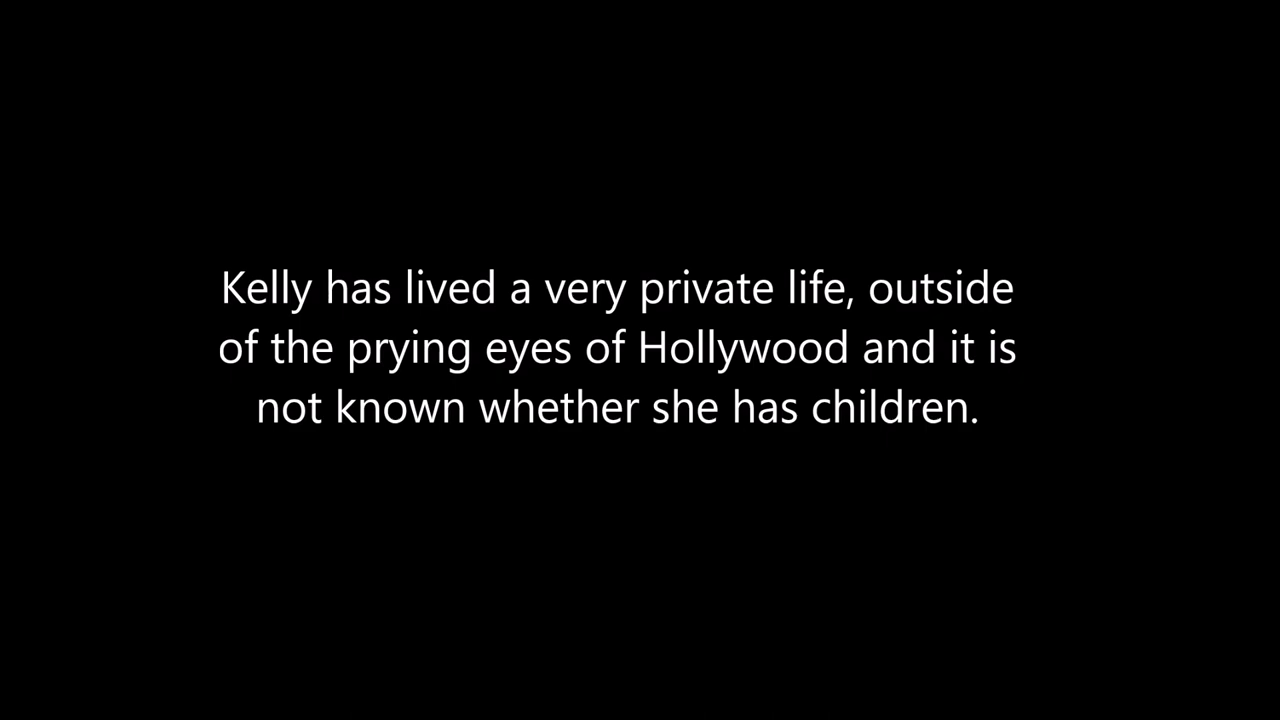 Kelly has lived a very private life, outside
of the prying eyes of Hollywood and it is
not known whether she has children.